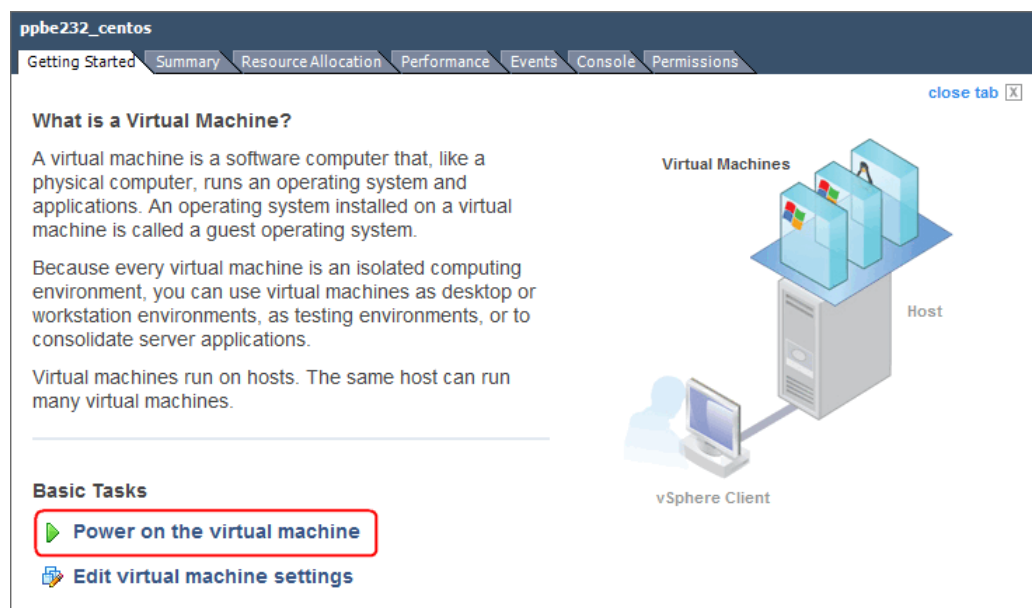 ppbe232_centos
Getting Started Summary Resource Allocation Performance Events Console Permissions
close tab X
What is a Virtual Machine?
A virtual machine is a software computer that, like a
physical computer, runs an operating system and
applications. An operating system installed on a virtual
machine is called a guest operating system.
Because every virtual machine is an isolated computing
environment, you can use virtual machines as desktop or
workstation environments, as testing environments, or to
consolidate server applications.
Virtual machines run on hosts. The same host can run
many virtual machines.
Virtual Machines
Host
vSphere Client
Basic Tasks
Power on the virtual machine
Edit virtual machine settings